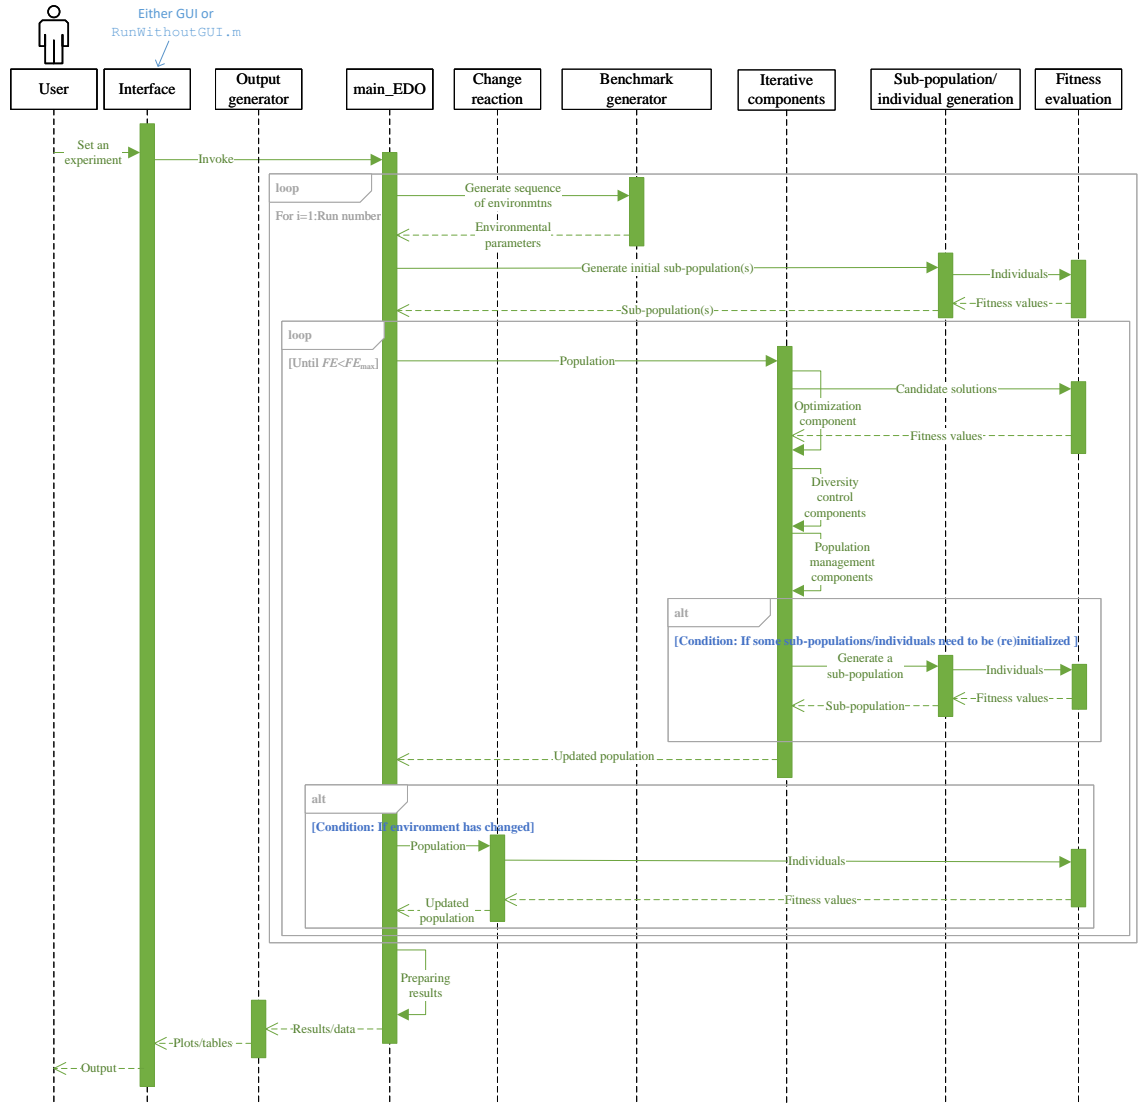 Either GUI or
RunWithoutGUI.m
User
Interface
Output
generator
main_EDO
Change
reaction
Benchmark
generator
Iterative
components
Sub-population/
individual generation
Fitness
evaluation
Set an
experiment
Invoke
loop
For i=1:Run number
Generate sequence
of environmtns
Environmental
parameters
Generate initial sub-population(s)
Individuals
Fitness values
Sub-population(s)
loop
[Until FE<FEmax]
Population
Candidate solutions
Optimization
component
Fitness values
Diversity
control
components
Population
management
components
alt
[Condition: If some sub-populations/individuals need to be (re)initialized ]
Generate a
sub-population
Individuals
Fitness values
Sub-population
Updated population
alt
[Condition: If environment has changed]
Population
Individuals
Fitness values
Updated
population
Preparing
results
Results/data
Plots/tables
Output